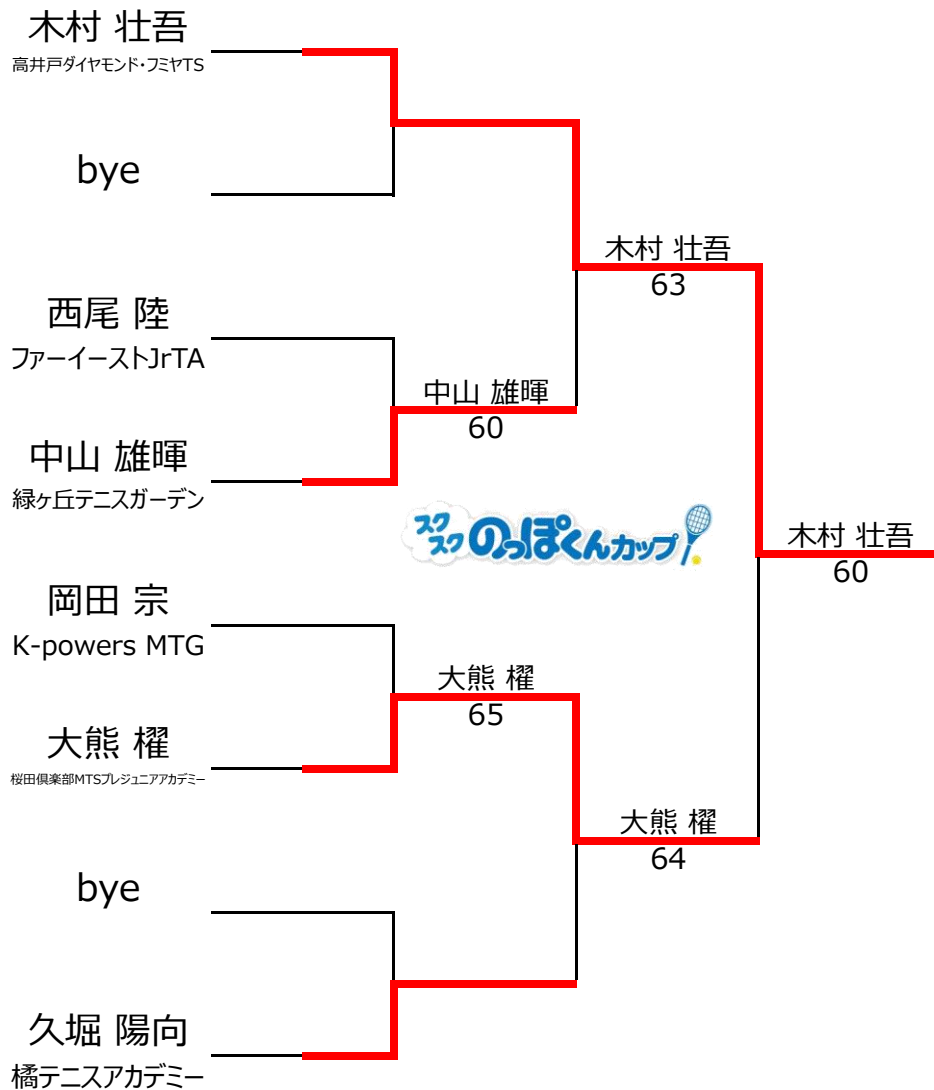 木村 壮吾
高井戸ダイヤモンド・フミヤTS
bye
木村 壮吾
63
西尾 陸
ファーイーストJrTA
中山 雄暉
60
中山 雄暉
緑ヶ丘テニスガーデン
スクスク のっぽくんカップ
木村 壮吾
60
岡田 宗
K-powers MTG
大熊 櫂
65
大熊 櫂
桜田倶楽部MTSプレジュニアアカデミー
大熊 櫂
64
bye
久堀 陽向
橘テニスアカデミー